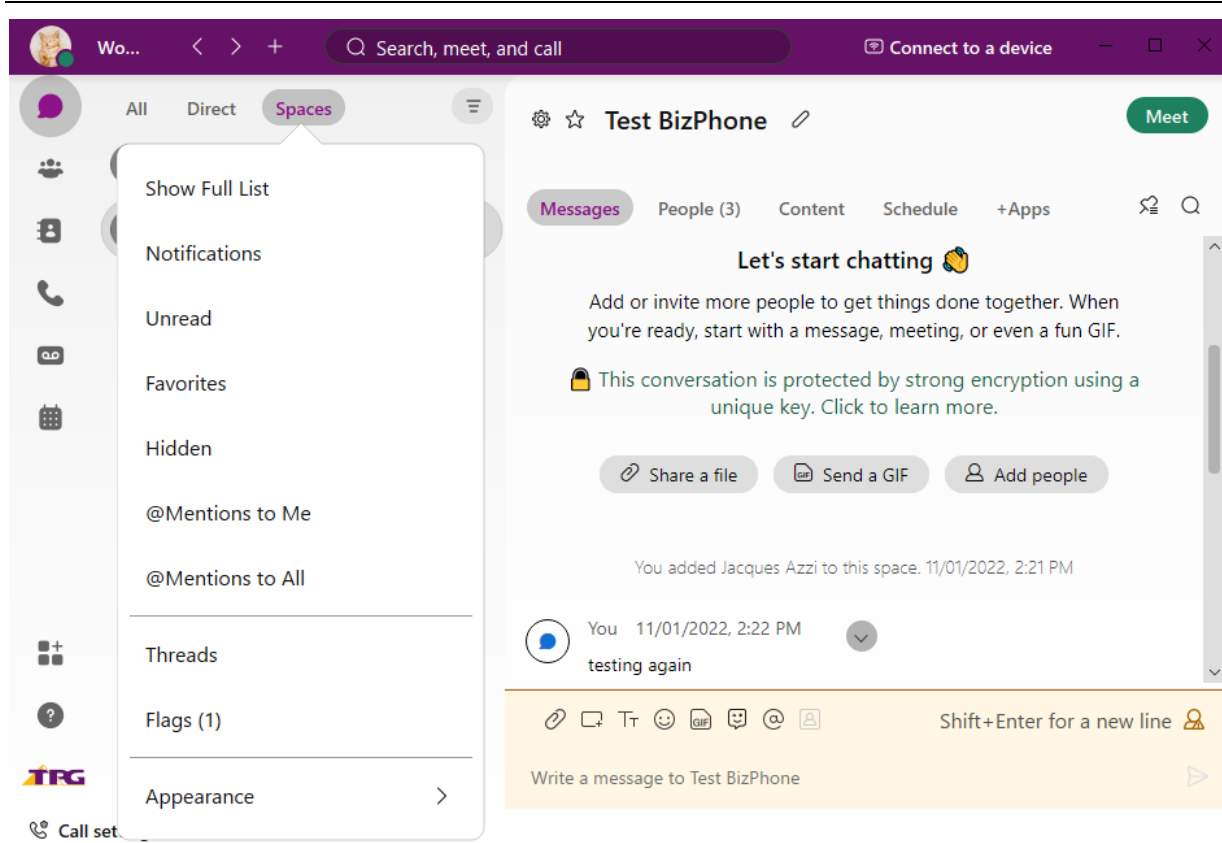 Wo...
Search, meet, and call
Connect to a device
All
Direct
Spaces
Show Full List
Notifications
Unread
Favorites
Hidden
@Mentions to Me
@Mentions to All
Threads
Flags (1)
Appearance
TPG
Call set
Test BizPhone
Meet
Messages
People (3)
Content
Schedule
+Apps
Let's start chatting 👋
Add or invite more people to get things done together. When
you're ready, start with a message, meeting, or even a fun GIF.
This conversation is protected by strong encryption using a
unique key. Click to learn more.
Share a file
GIF
Send a GIF
Add people
You added Jacques Azzi to this space. 11/01/2022, 2:21 PM
You 11/01/2022, 2:22 PM
testing again
GIF
Shift+Enter for a new line
Write a message to Test BizPhone